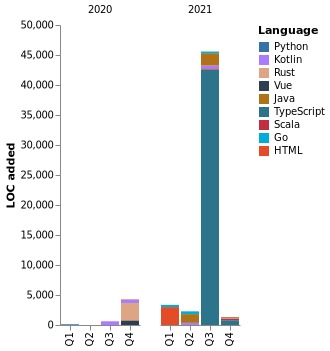 2020
2021
Language
Python
Kotlin
Rust
Vue
Java
TypeScript
Scala
Go
HTML
LOC added
50,000
45,000
40,000
35,000
30,000
25,000
20,000
15,000
10,000
5,000
0
Q1
Q2
Q3
Q4
Q1
Q2
Q3
Q4